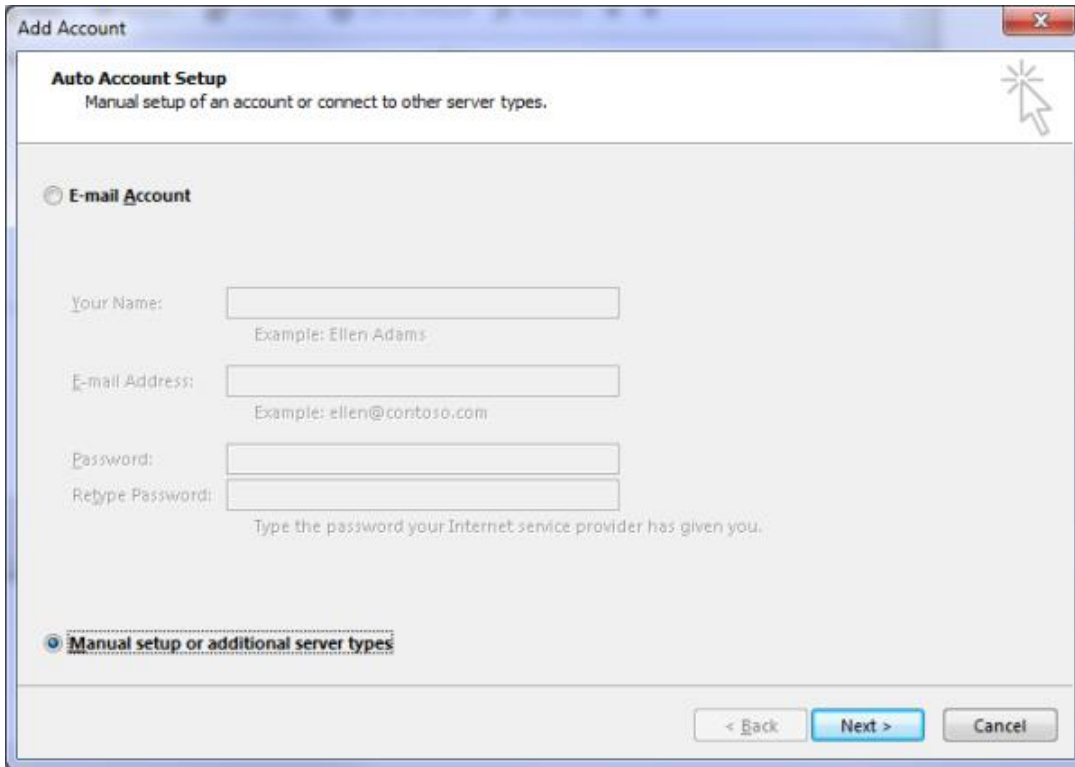 Add Account
Auto Account Setup
Manual setup of an account or connect to other server types.
E-mail Account
Your Name:
Example: Ellen Adams
E-mail Address:
Example: ellen@contoso.com
Password:
Retype Password:
Type the password your Internet service provider has given you.
Manual setup or additional server types
< Back Next > Cancel